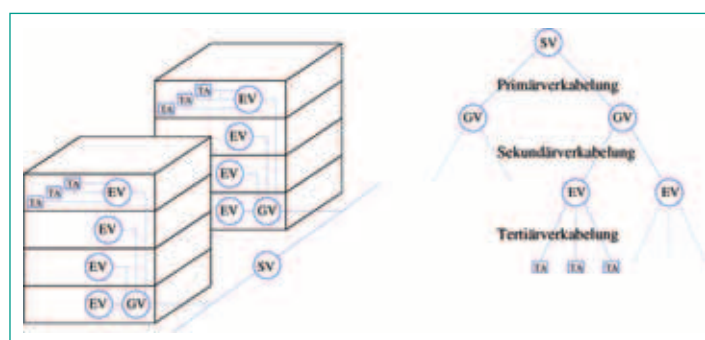 TA TA TA EV
EV
EV
EV GV
TA TA TA EV
EV
EV
EV GV
SV
SV
Primärverkabelung
GV GV
Sekundärverkabelung
EV EV
Tertiärverkabelung
TA TA TA